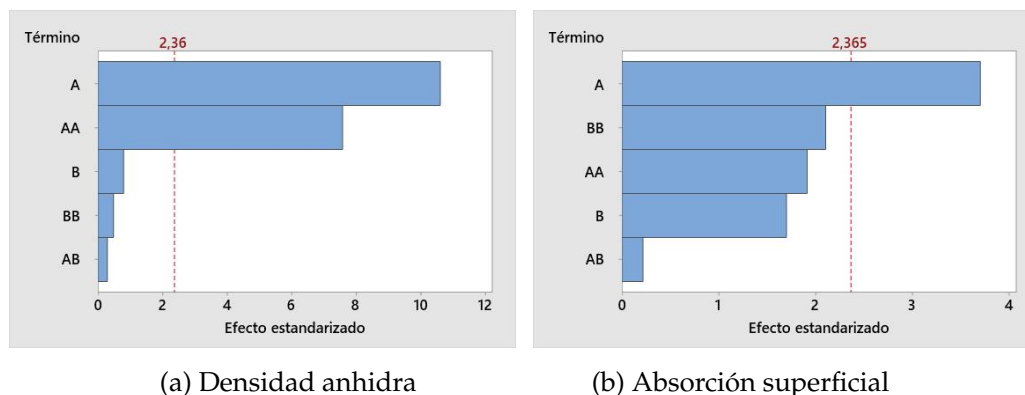 Término
2,36
A
AA
B
BB
AB
0 2 4 6 8 10 12
Efecto estandarizado
(a) Densidad anhidra
Término
2,365
A
BB
AA
B
AB
0 1 2 3 4
Efecto estandarizado
(b) Absorción superficial